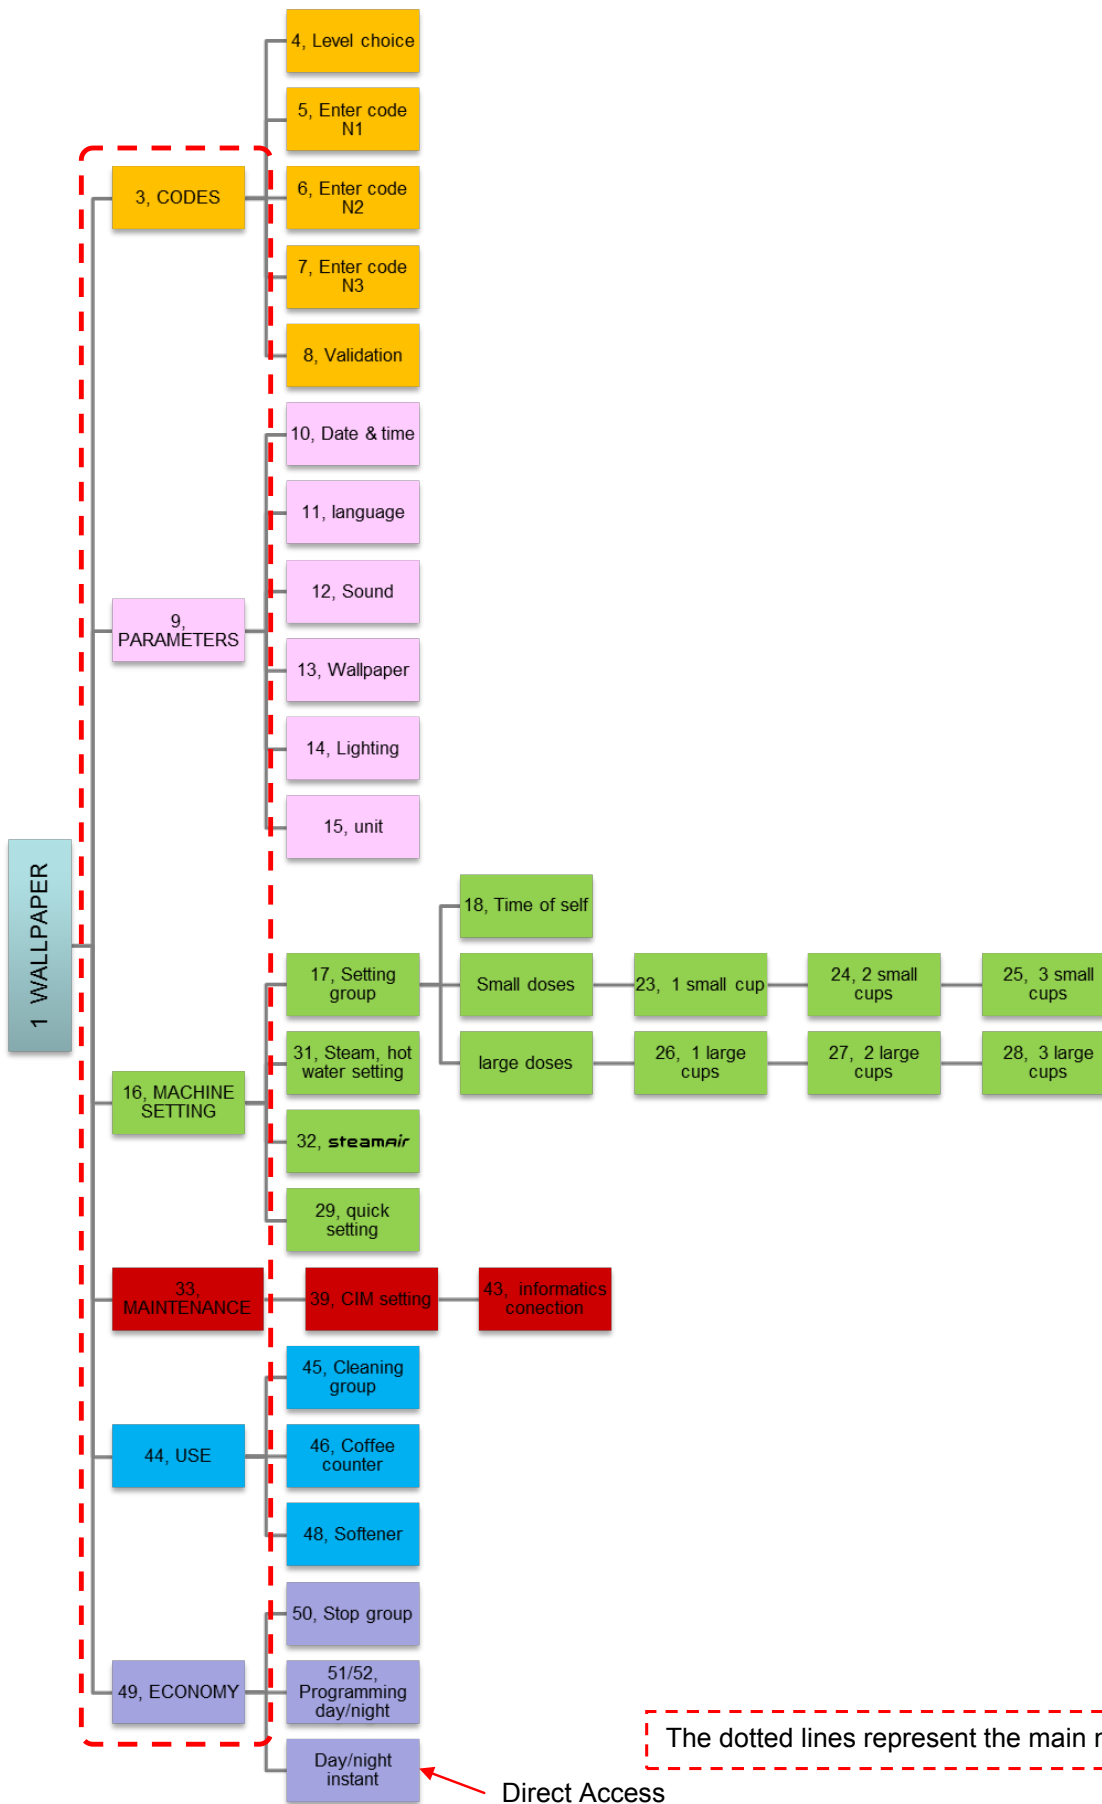 4, Level choice
5, Enter code
N1
3, CODES
6, Enter code
N2
7, Enter code
N3
8, Validation
10, Date & time
11, language
12, Sound
9,
PARAMETERS
13, Wallpaper
14, Lighting
15, unit
1 WALLPAPER
18, Time of self
17, Setting
group
Small doses
23, 1 small cup
24, 2 small
cups
25, 3 small
cups
31, Steam, hot
water setting
large doses
26, 1 large
cups
27, 2 large
cups
28, 3 large
cups
16, MACHINE
SETTING
32, steamair
29, quick
setting
33,
MAINTENANCE
39, CIM setting
43, informatics
conection
45, Cleaning
group
44, USE
46, Coffee
counter
48, Softener
50, Stop group
49, ECONOMY
51/52,
Programming
day/night
The dotted lines represent the main
Day/night
instant
Direct Access